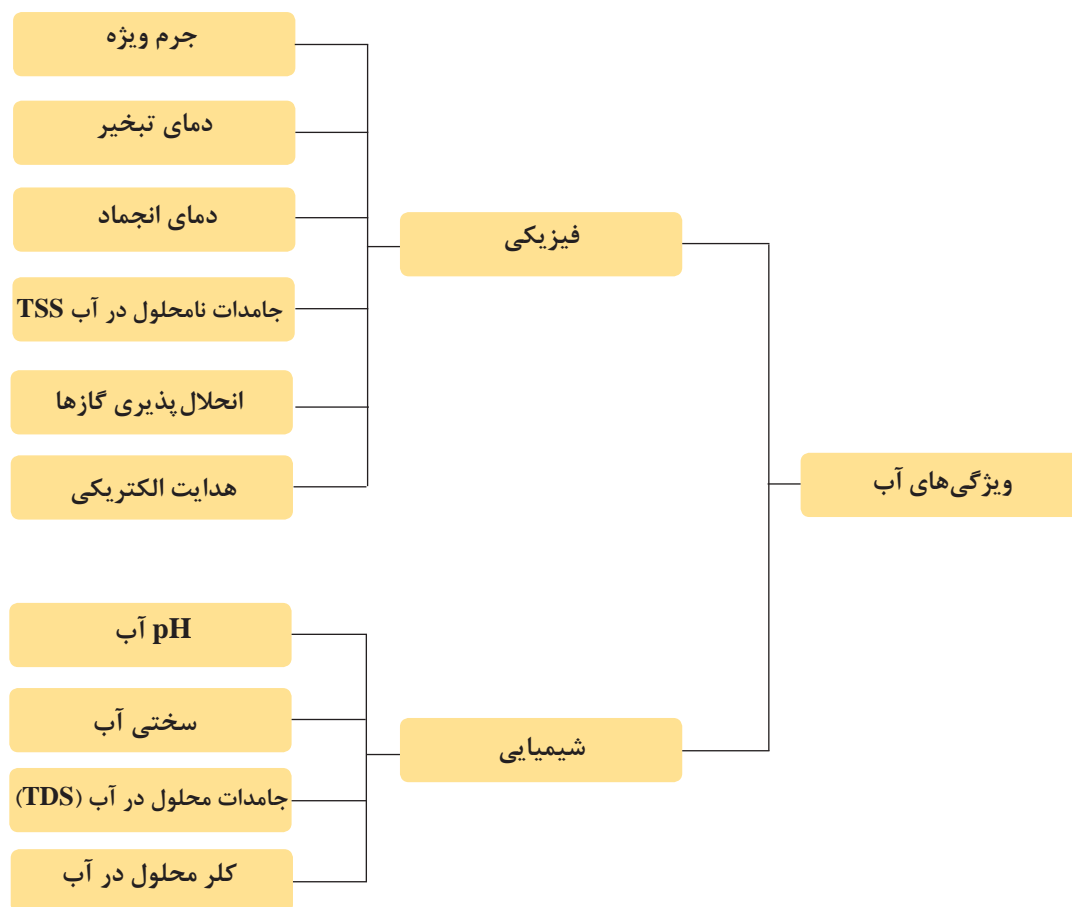 ویژگی‌های آب
فیزیکی
جرم ویژه
دمای تبخیر
دمای انجماد
جامدات نامحلول در آب TSS
انحلال‌پذیری گازها
هدایت الکتریکی
شیمیایی
pH آب
سختی آب
جامدات محلول در آب (TDS)
کلر محلول در آب